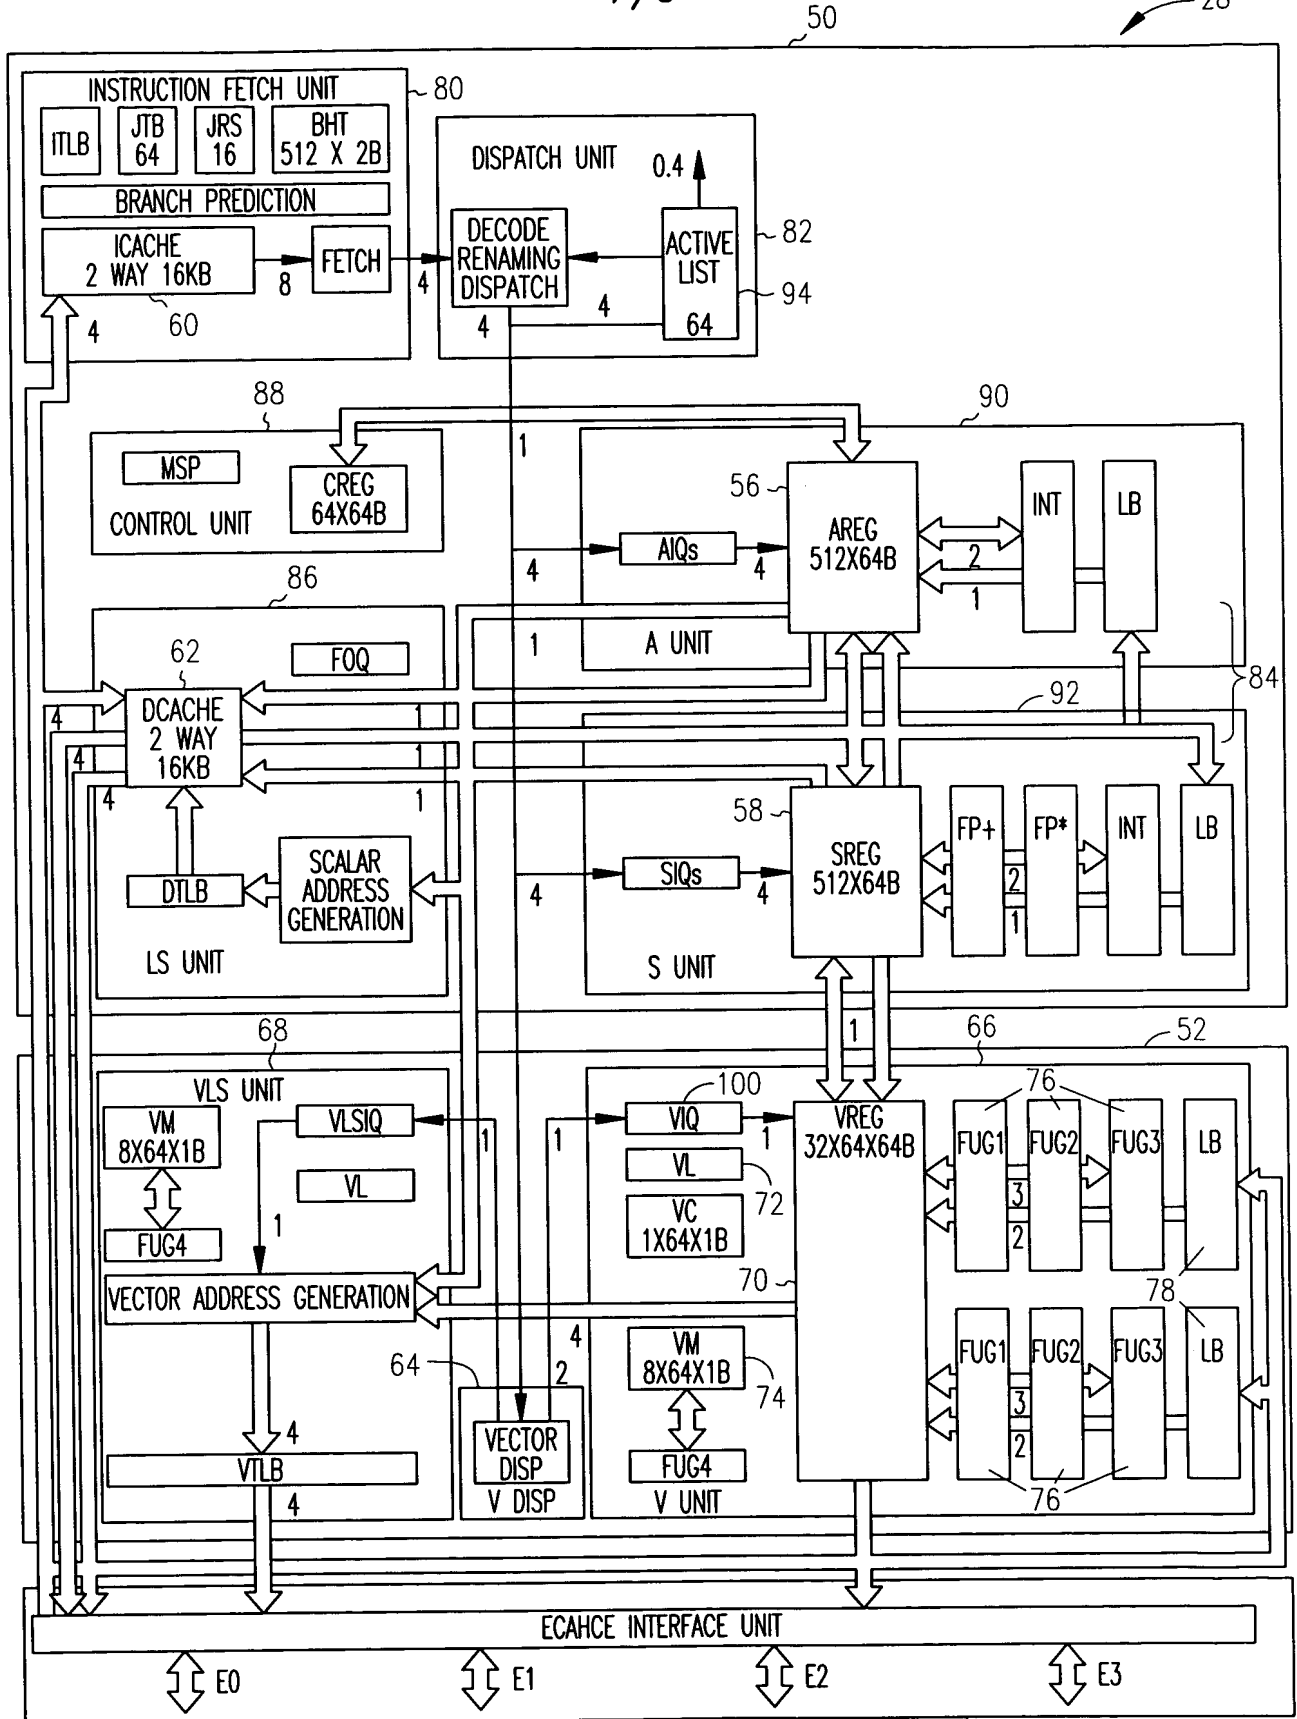 50
28
INSTRUCTION FETCH UNIT
80
ITLB
JTB
64
JRS
16
BHT
512 X 2B
BRANCH PREDICTION
ICACHE
2 WAY 16KB
8
FETCH
4
60
4
DISPATCH UNIT
0.4
DECODE
RENAMING
DISPATCH
ACTIVE
LIST
64
82
94
4
4
88
MSP
CREG
64X64B
CONTROL UNIT
1
90
56
AREG
512X64B
INT
LB
AIQs
4
4
2
1
A UNIT
1
84
86
FOQ
62
DCACHE
2 WAY
16KB
4
4
4
1
1
1
DTLB
SCALAR
ADDRESS
GENERATION
LS UNIT
92
58
SREG
512X64B
FP+
FP*
INT
LB
SIQs
4
4
2
1
S UNIT
1
68
66
52
VLS UNIT
VM
8X64X1B
VLSIQ
VL
1
1
1
FUG4
VECTOR ADDRESS GENERATION
4
VTLB
4
64
4
2
VECTOR
DISP
V DISP
100
VIQ
1
VL
72
VC
1X64X1B
70
VREG
32X64X64B
76
FUG1
FUG2
FUG3
LB
3
2
78
VM
8X64X1B
74
FUG4
V UNIT
FUG1
FUG2
FUG3
LB
3
2
76
ECAHCE INTERFACE UNIT
E0
E1
E2
E3